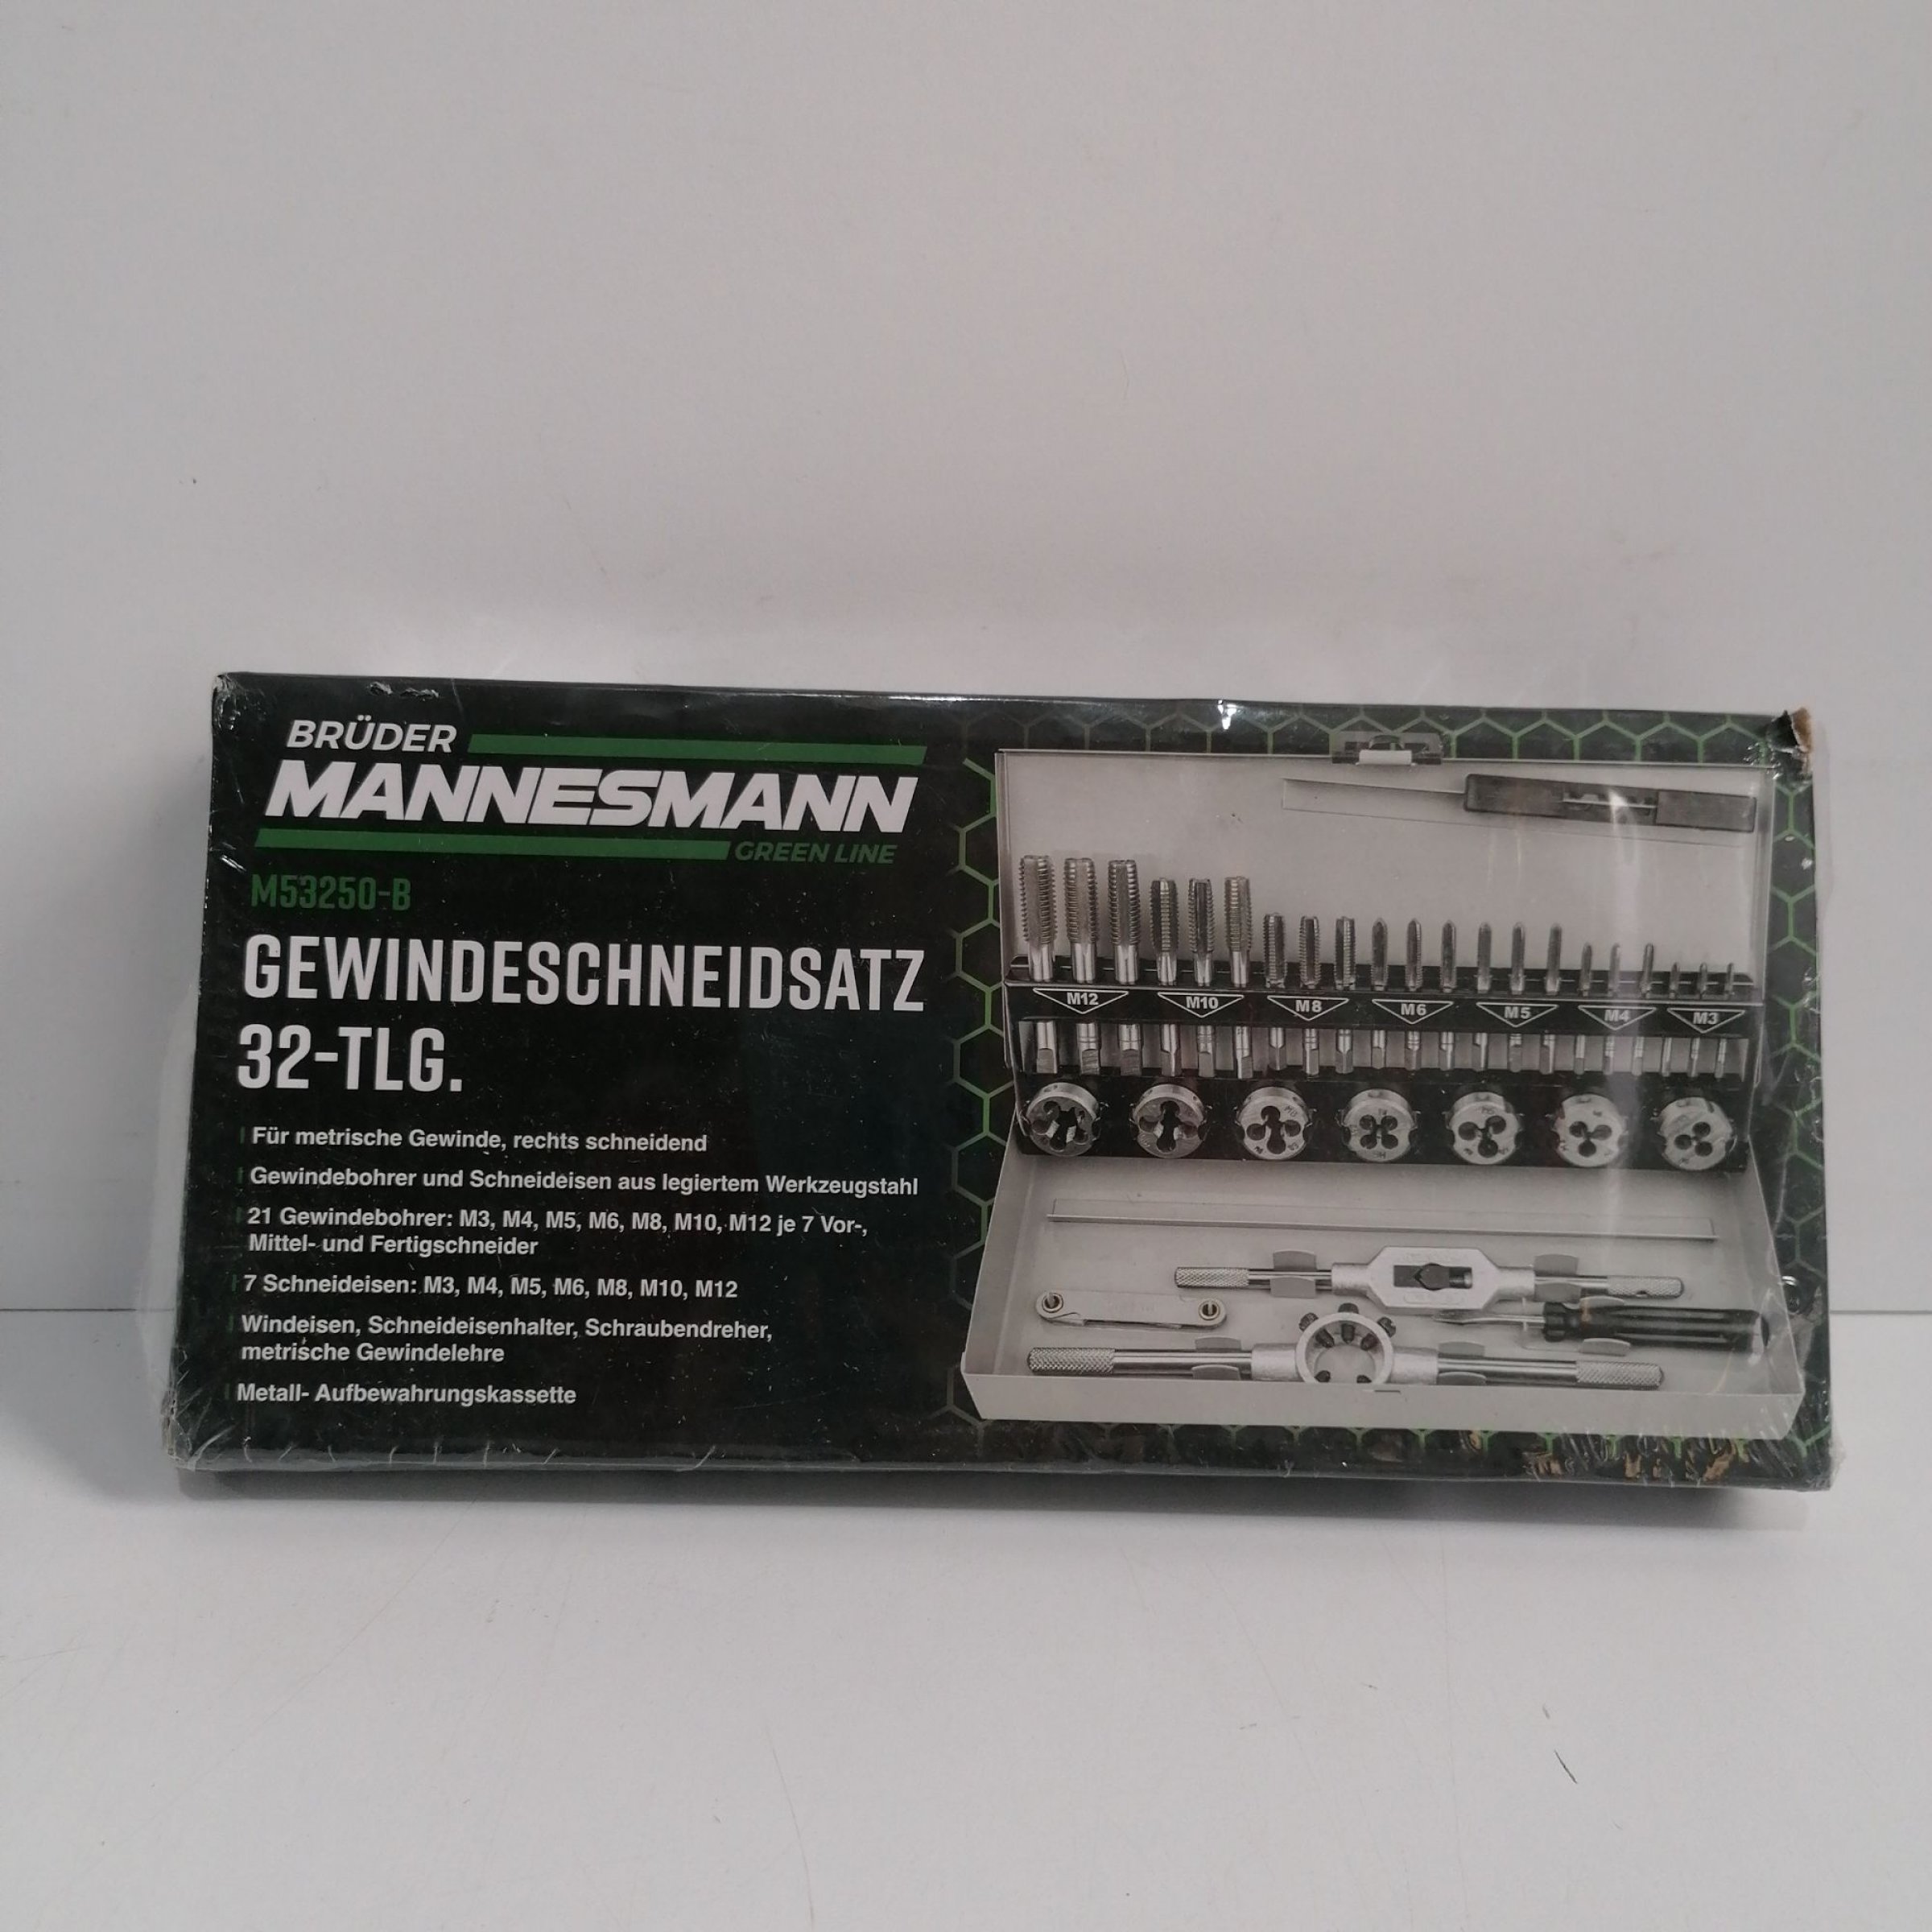 BRÜDER
MANNESMANN
GREEN LINE
M53250-B
GEWINDESCHNEIDSATZ
32-TLG.
Für metrische Gewinde, rechts schneidend
Gewindebohrer und Schneideisen aus legiertem Werkzeugstahl
21 Gewindebohrer: M3, M4, M5, M6, M8, M10, M12 je 7 Vor-,
Mittel- und Fertigschneider
7 Schneideisen: M3, M4, M5, M6, M8, M10, M12
Windeisen, Schneideisenhalter, Schraubendreher,
metrische Gewindelehre
Metall- Aufbewahrungskassette
M12 M10 M8 M6 M5 M4 M3